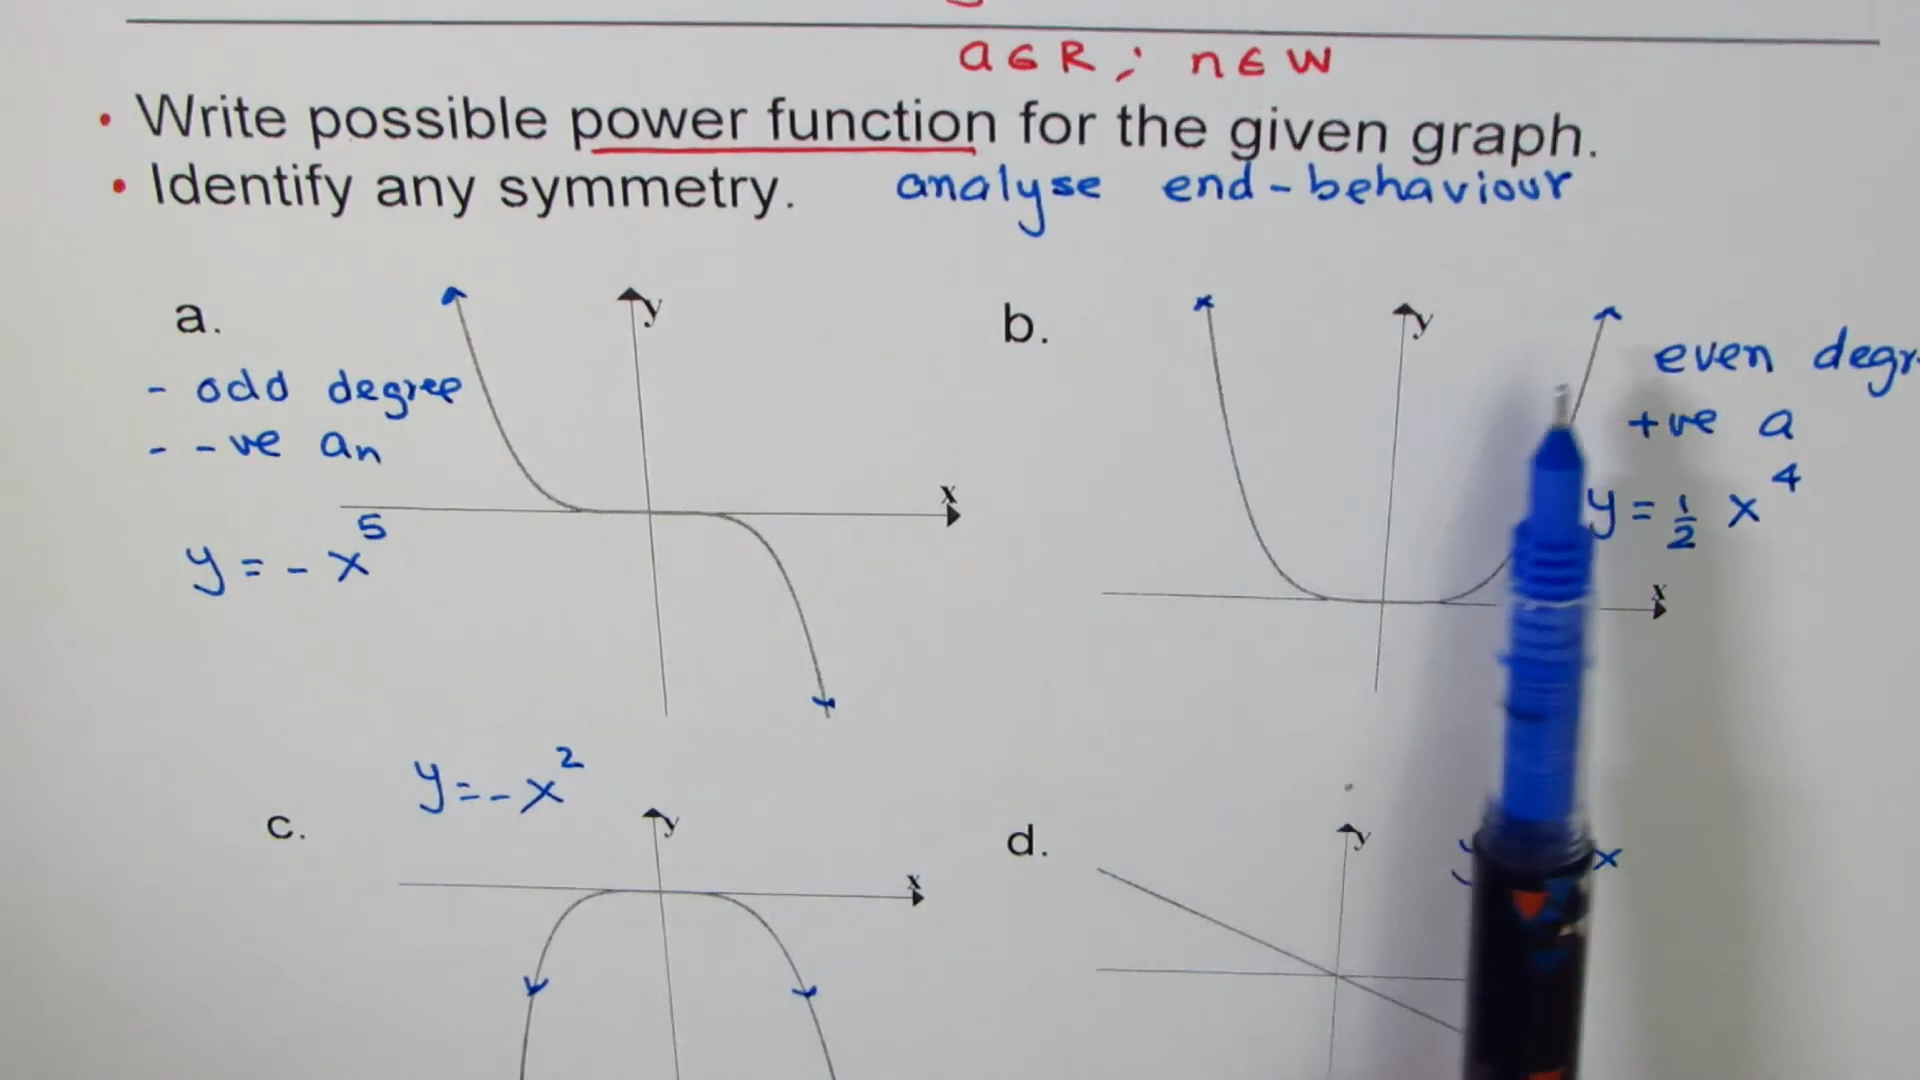 a ∈ R ; n ∈ W
• Write possible power function for the given graph.
• Identify any symmetry. analyse end-behaviour
a.
- odd degree
- -ve an
y = - x⁵
y
x
b.
even degr
+ve a
y = ½ x⁴
y
x
c.
y = - x²
y
x
d.
y
x